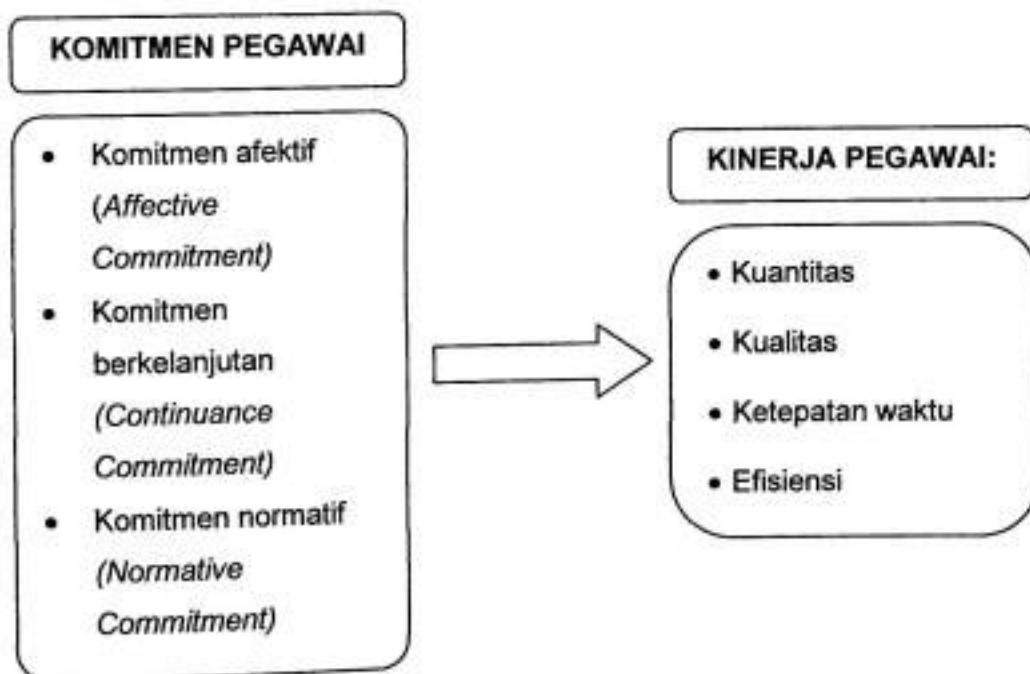 KOMITMEN PEGAWAI
• Komitmen afektif
(Affective
Commitment)
• Komitmen
berkelanjutan
(Continuance
Commitment)
• Komitmen normatif
(Normative
Commitment)
KINERJA PEGAWAI:
• Kuantitas
• Kualitas
• Ketepatan waktu
• Efisiensi